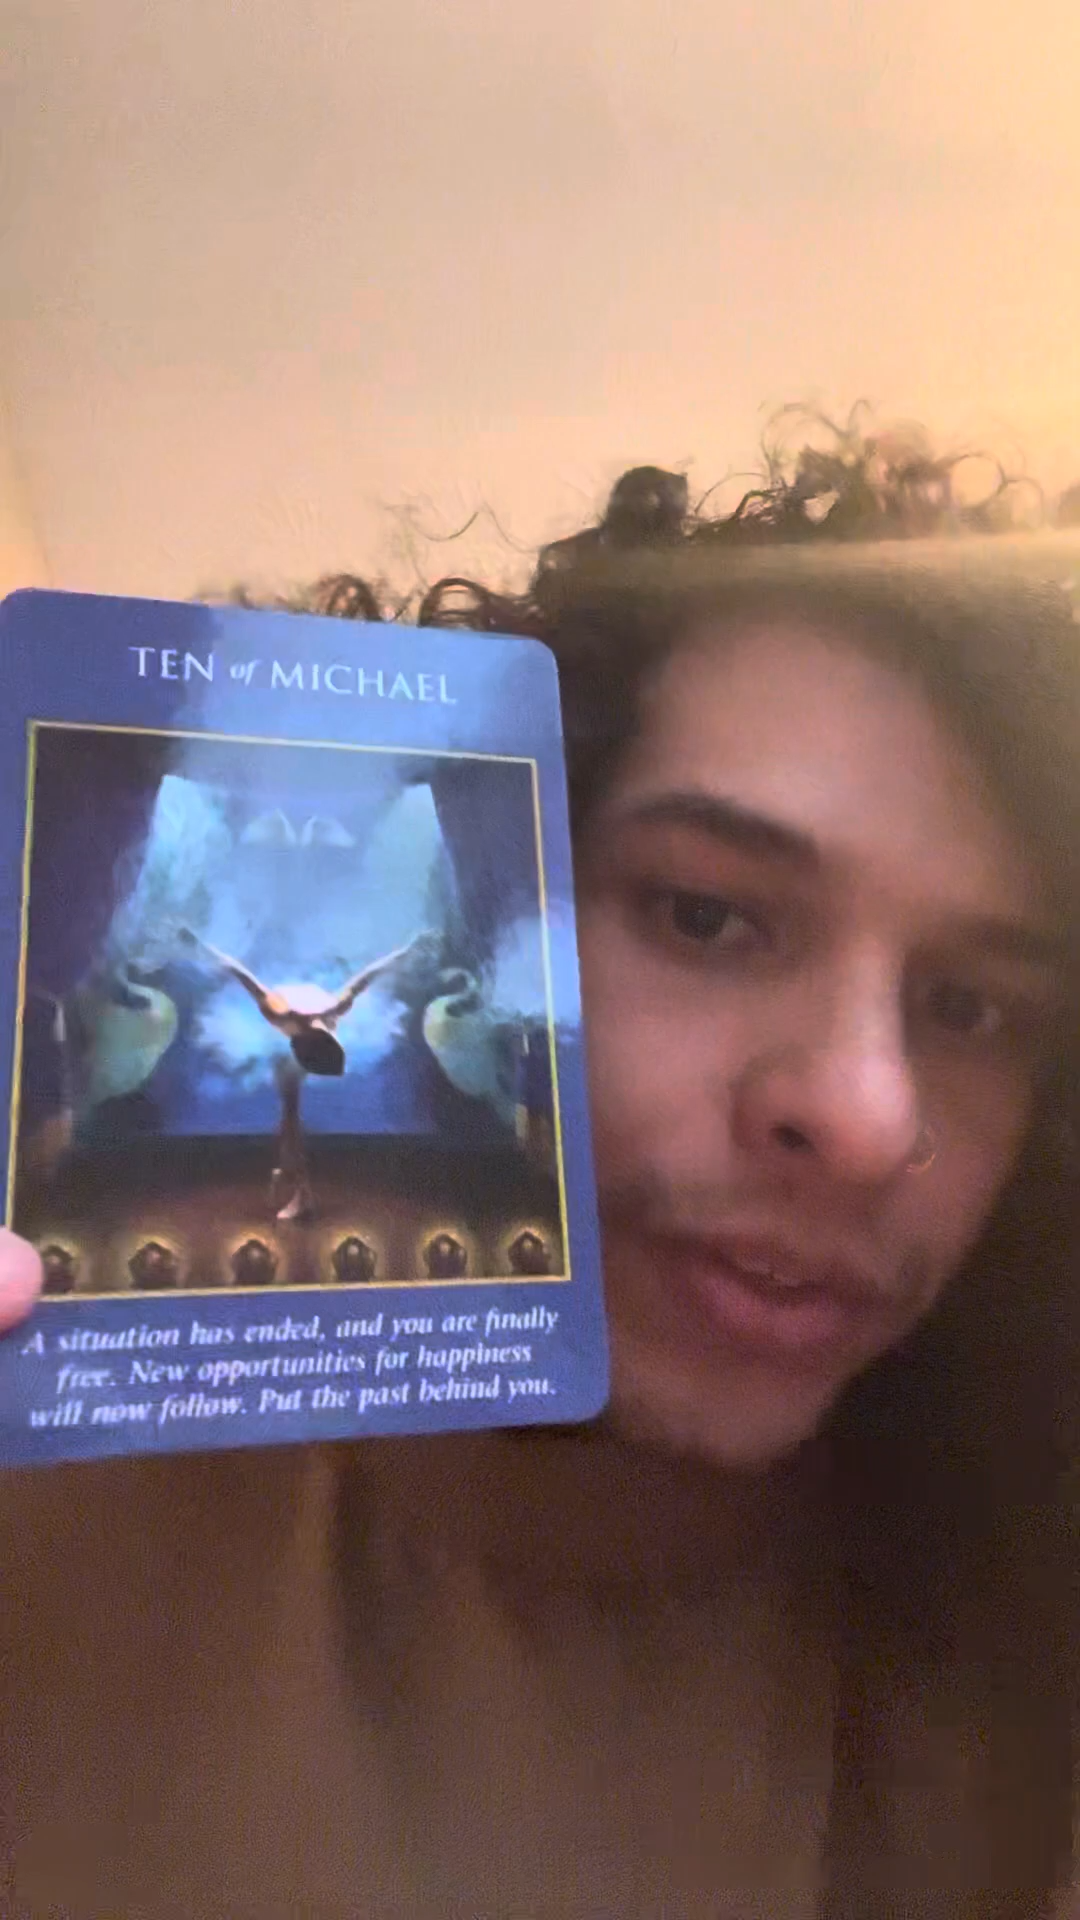 TEN of MICHAEL
A situation has ended, and you are finally
free. New opportunities for happiness
will now follow. Put the past behind you.